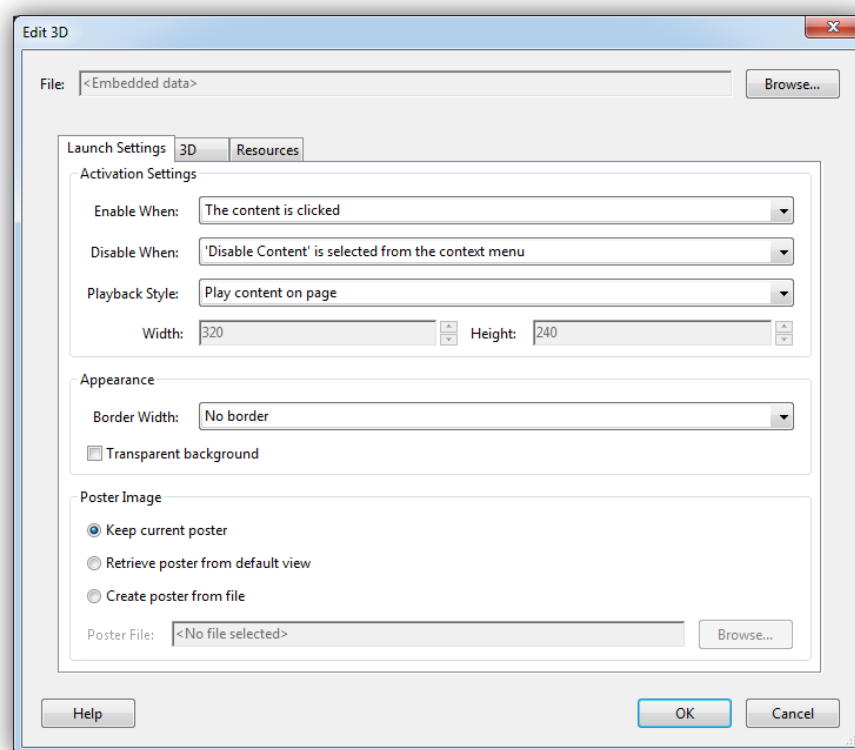 Edit 3D
File: <Embedded data> Browse...
Launch Settings 3D Resources
Activation Settings
Enable When: The content is clicked
Disable When: 'Disable Content' is selected from the context menu
Playback Style: Play content on page
Width: 320 Height: 240
Appearance
Border Width: No border
Transparent background
Poster Image
Keep current poster
Retrieve poster from default view
Create poster from file
Poster File: <No file selected> Browse...
Help OK Cancel